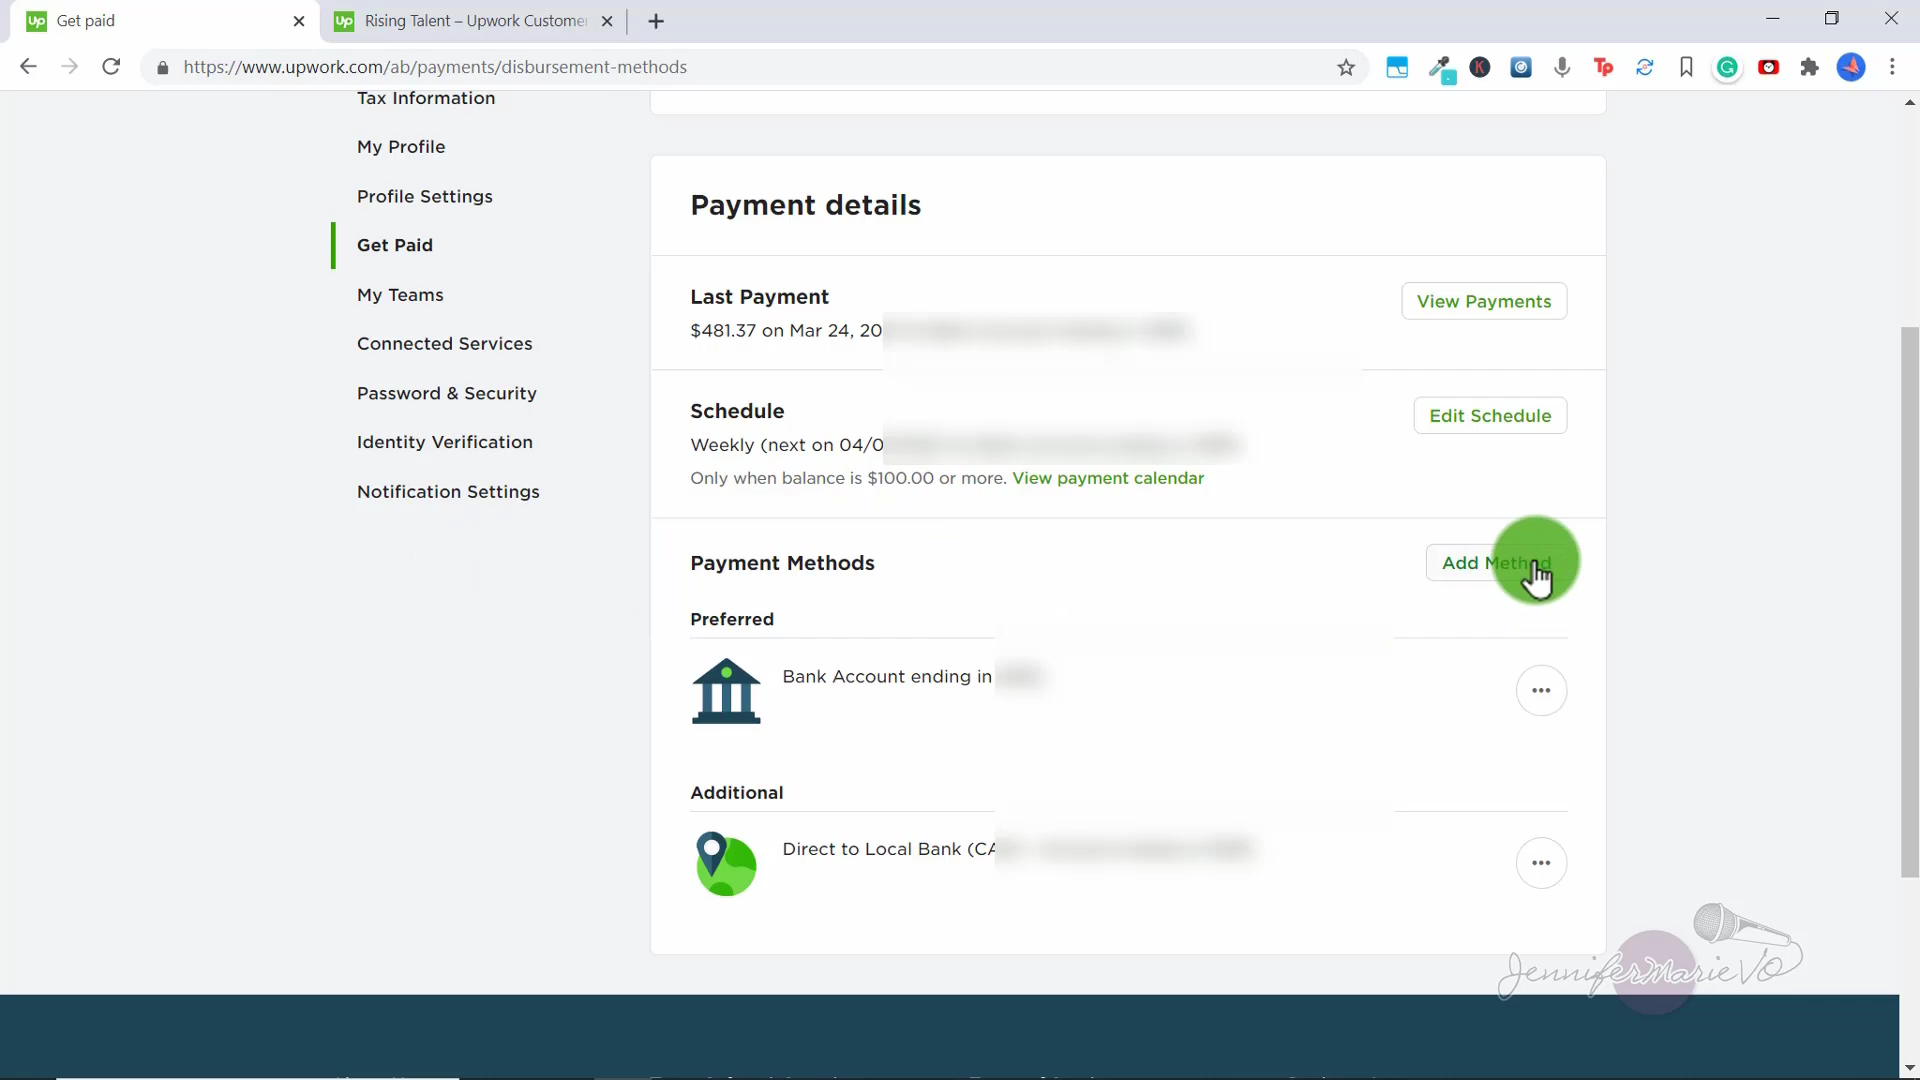 Up Get paid
Up Rising Talent – Upwork Custome
https://www.upwork.com/ab/payments/disbursement-methods
Tax Information
My Profile
Profile Settings
Get Paid
My Teams
Connected Services
Password & Security
Identity Verification
Notification Settings
Payment details
Last Payment
View Payments
$481.37 on Mar 24, 20
Schedule
Edit Schedule
Weekly (next on 04/0
Only when balance is $100.00 or more. View payment calendar
Payment Methods
Add Method
Preferred
Bank Account ending in
Additional
Direct to Local Bank (CA
JenniferMarieVO